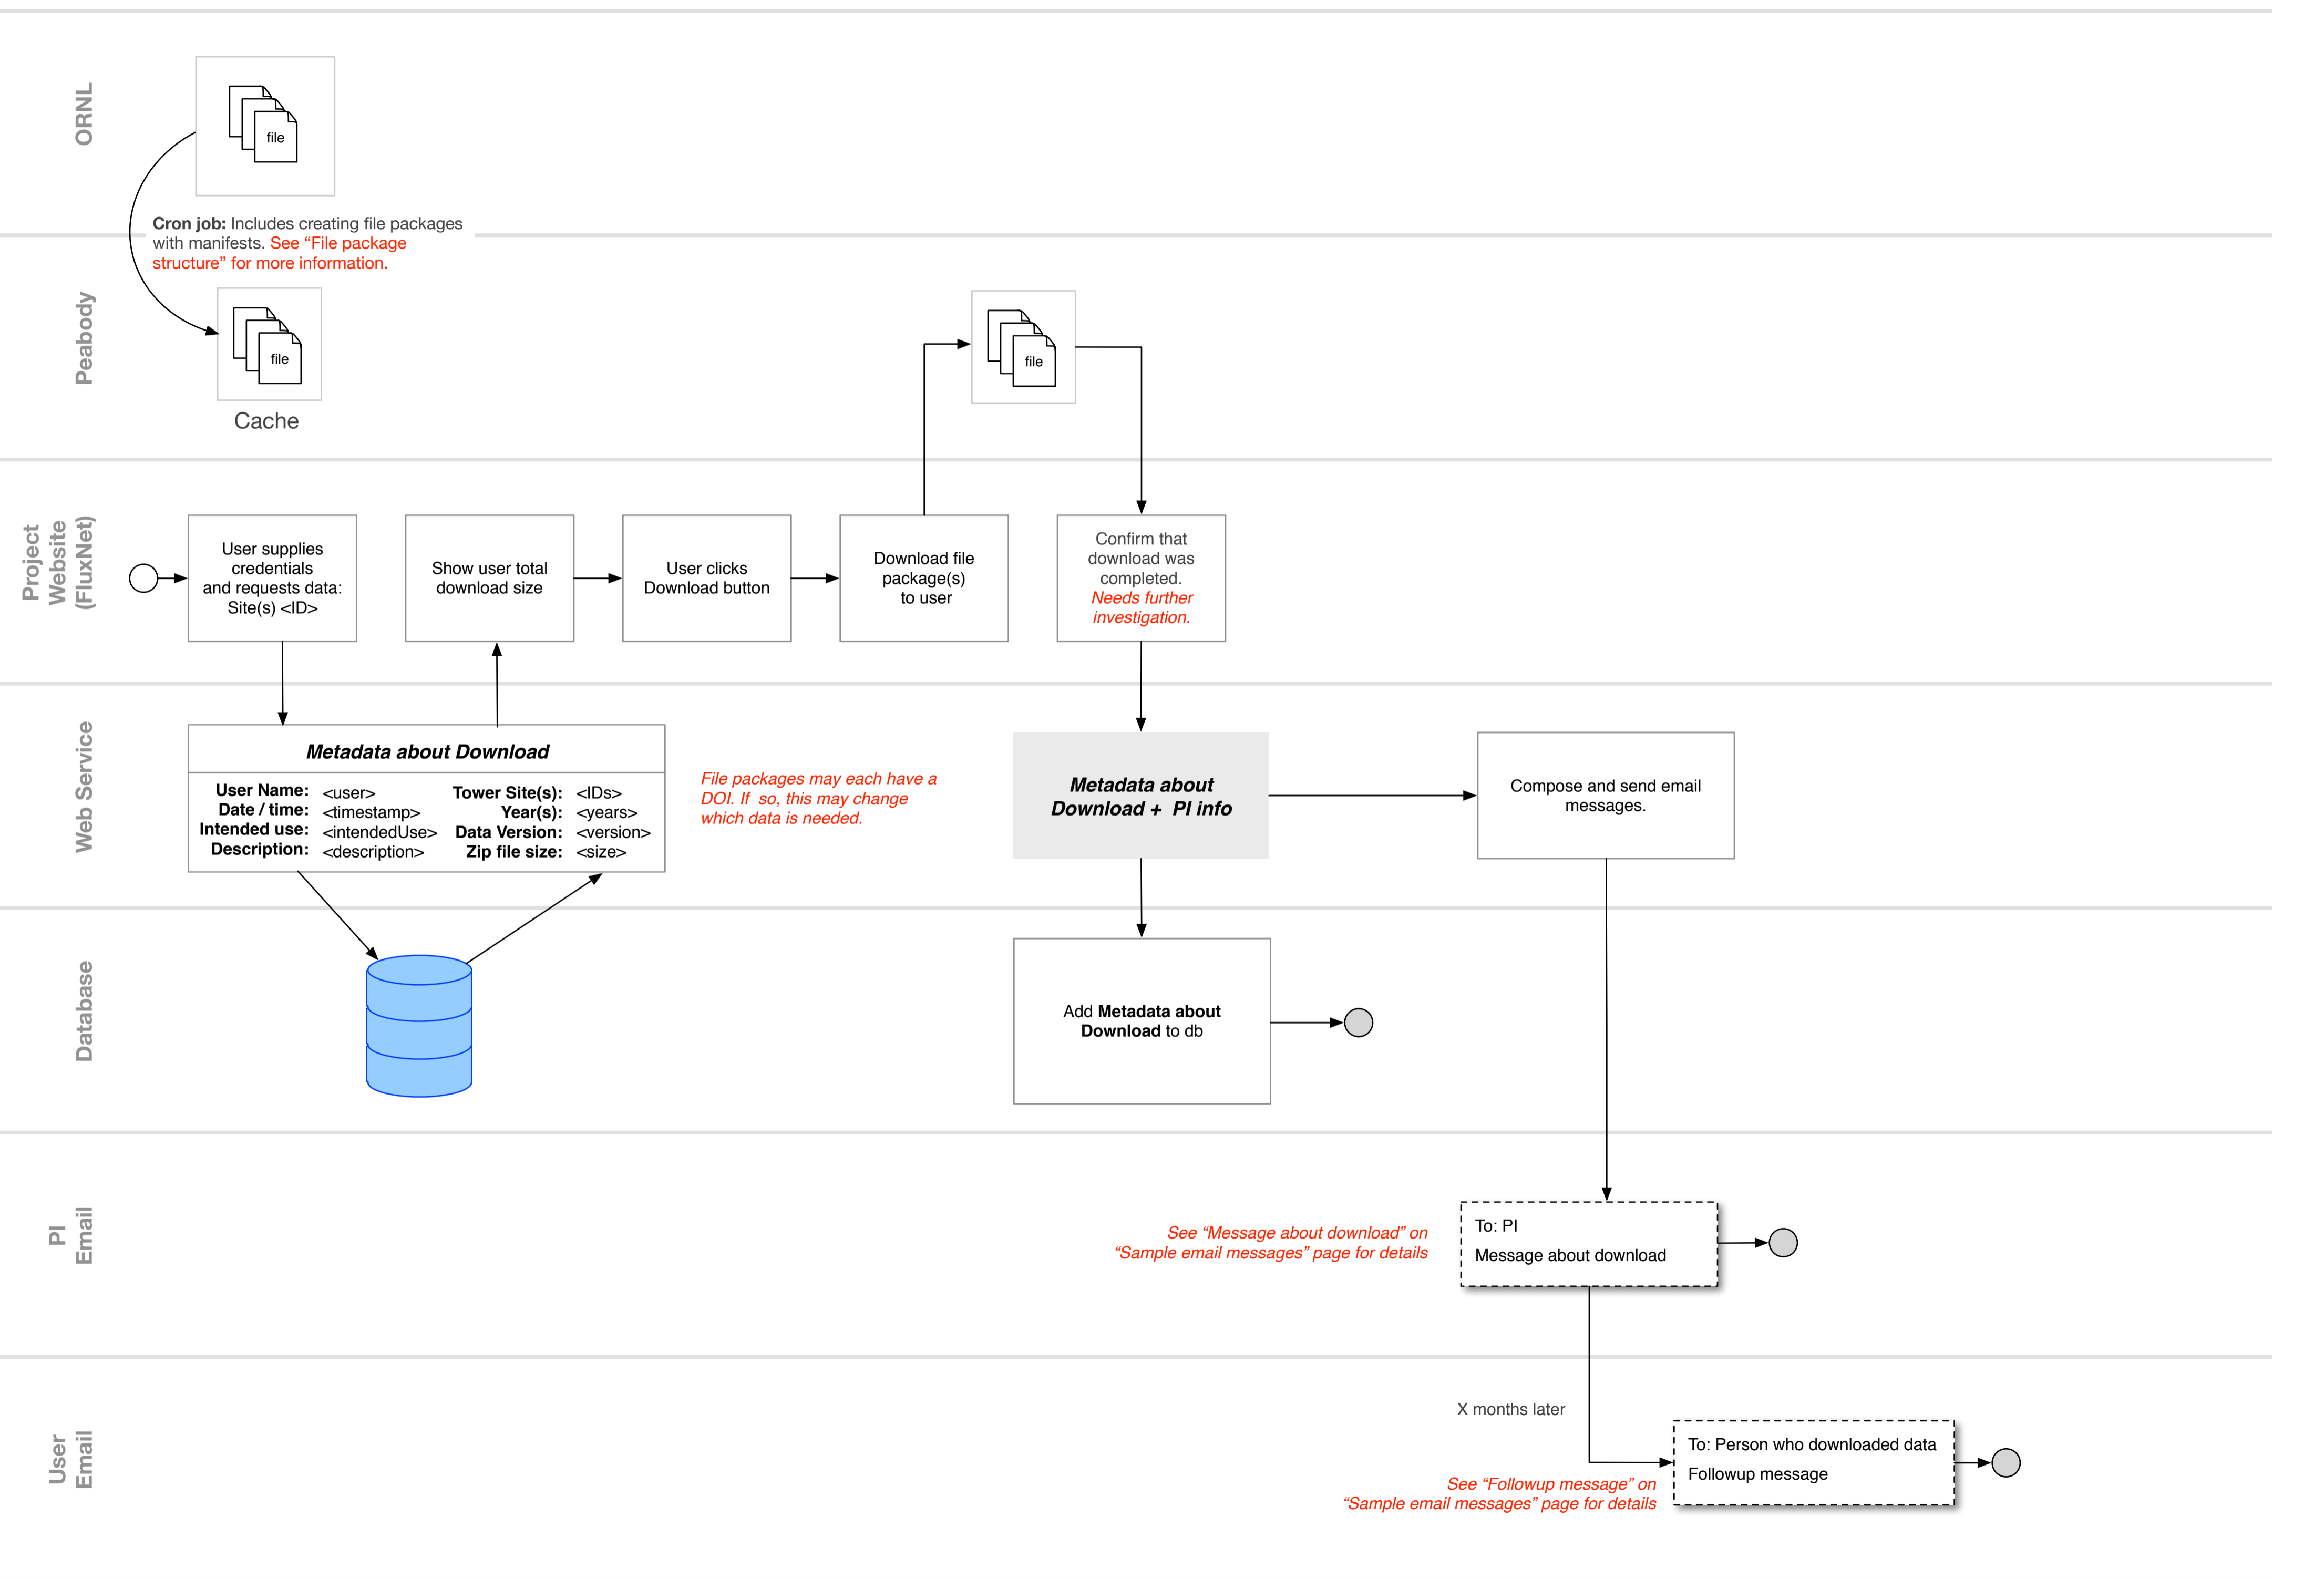 ORNL
file
Cron job: Includes creating file packages
with manifests. See “File package
structure” for more information.
Peabody
file
Cache
file
Project
Website
(FluxNet)
User supplies
credentials
and requests data:
Site(s) <ID>
Show user total
download size
User clicks
Download button
Download file
package(s)
to user
Confirm that
download was
completed.
Needs further
investigation.
Web Service
Metadata about Download
User Name: <user>
Date / time: <timestamp>
Intended use: <intendedUse>
Description: <description>
Tower Site(s): <IDs>
Year(s): <years>
Data Version: <version>
Zip file size: <size>
File packages may each have a
DOI. If so, this may change
which data is needed.
Metadata about
Download + PI info
Compose and send email
messages.
Database
Add Metadata about
Download to db
PI
Email
See “Message about download” on
“Sample email messages” page for details
To: PI
Message about download
User
Email
X months later
See “Followup message” on
“Sample email messages” page for details
To: Person who downloaded data
Followup message